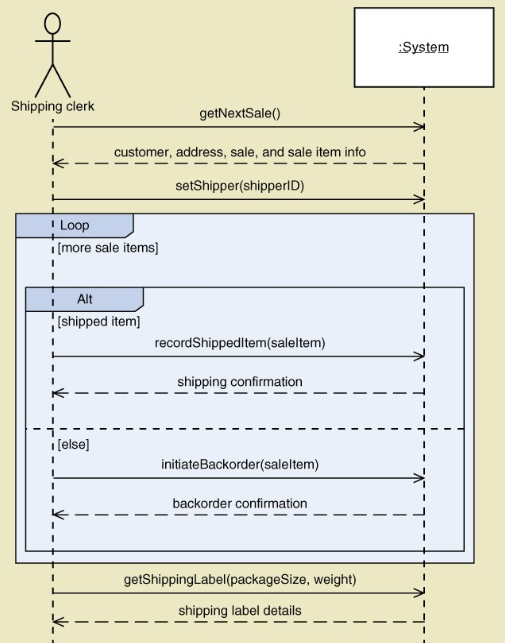 :System
Shipping clerk
getNextSale()
customer, address, sale, and sale item info
setShipper(shipperID)
Loop
[more sale items]
Alt
[shipped item]
recordShippedItem(saleItem)
shipping confirmation
[else]
initiateBackorder(saleItem)
backorder confirmation
getShippingLabel(packageSize, weight)
shipping label details